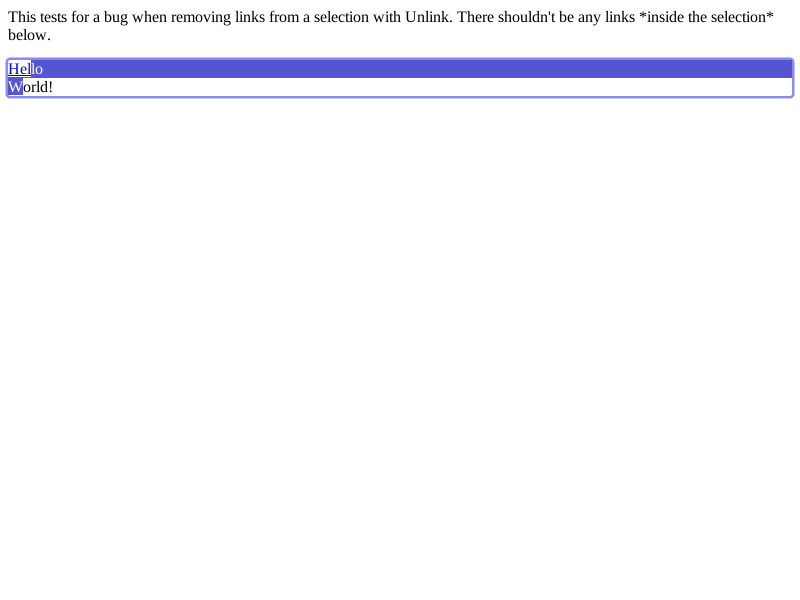 This tests for a bug when removing links from a selection with Unlink. There shouldn't be any links *inside the selection*
below.
Hello
World!